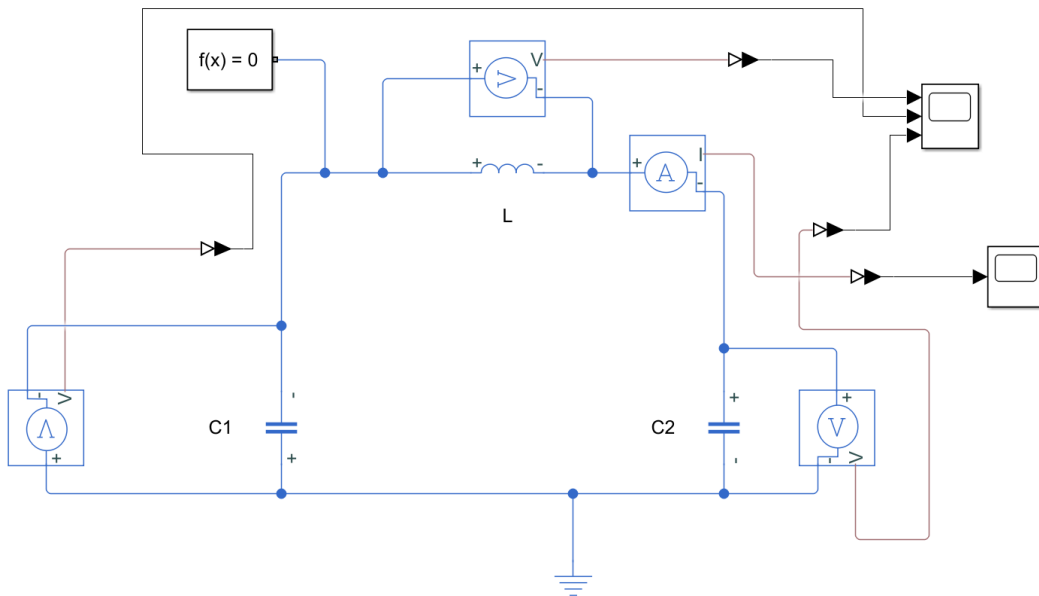 f(x) = 0
+
V
-
+
-
L
+
A
I
-
-
V
V
+
C1
-
+
C2
+
-
+
V
-
V